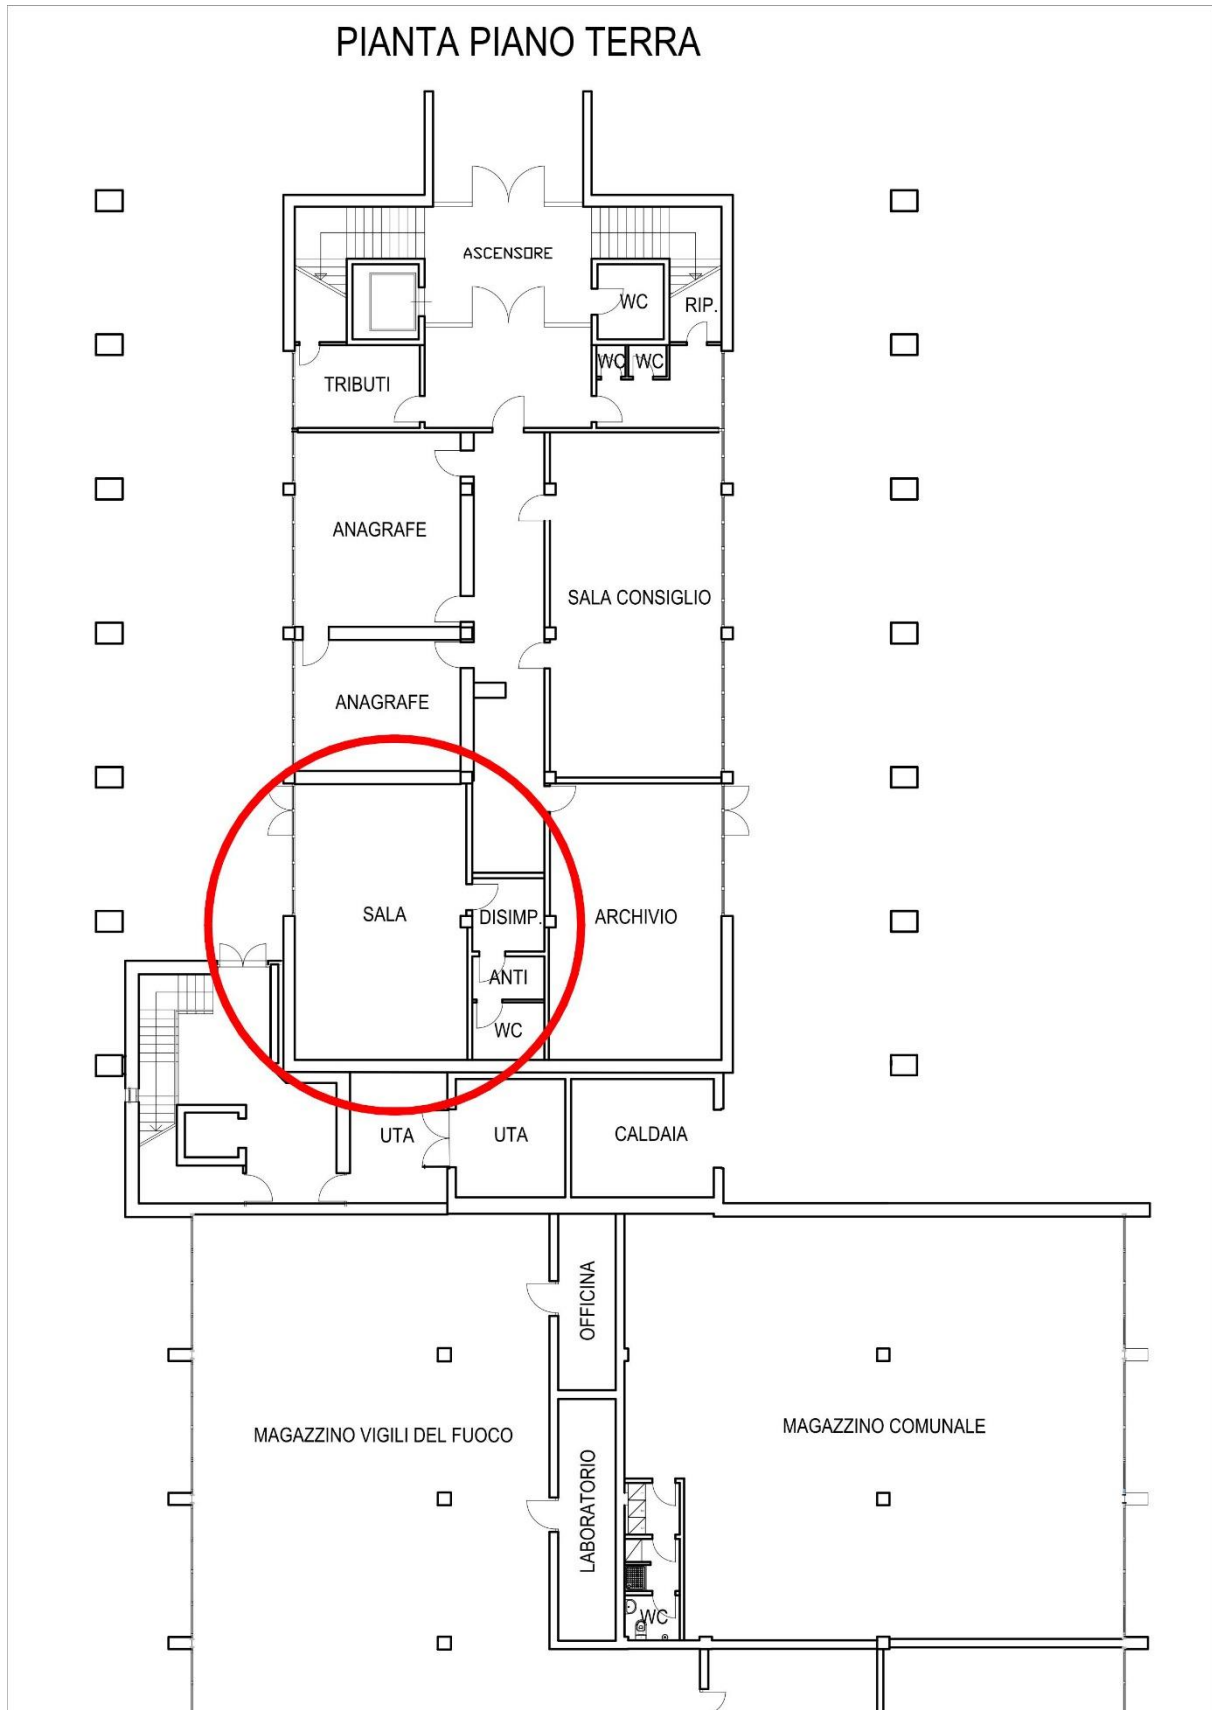 PIANTA PIANO TERRA
ASCENSORE
WC
RIP.
TRIBUTI
WC
WC
ANAGRAFE
SALA CONSIGLIO
ANAGRAFE
SALA
DISIMP.
ARCHIVIO
ANTI
WC
UTA
UTA
CALDAIA
OFFICINA
MAGAZZINO VIGILI DEL FUOCO
MAGAZZINO COMUNALE
LABORATORIO
WC